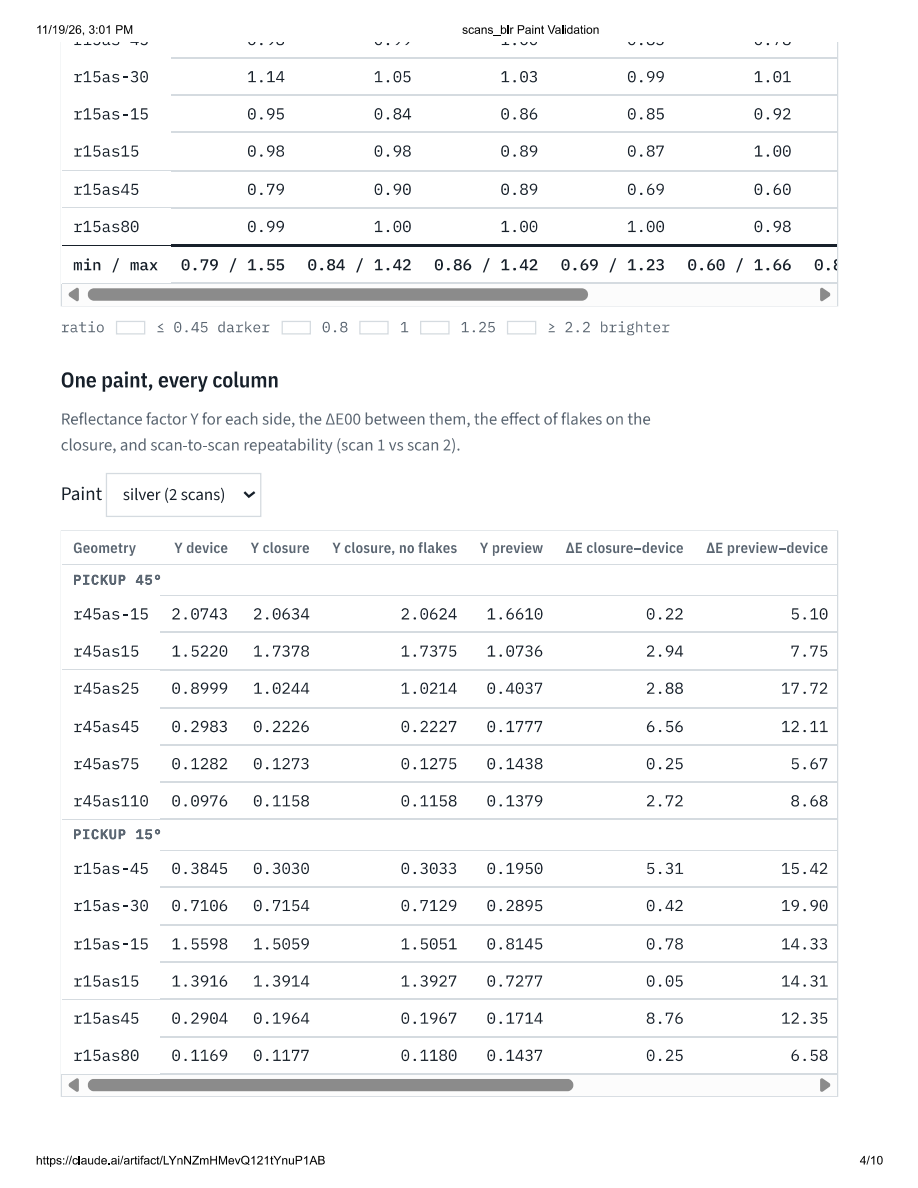 11/19/26, 3:01 PM scans_blr Paint Validation
r15as-30 1.14 1.05 1.03 0.99 1.01
r15as-15 0.95 0.84 0.86 0.85 0.92
r15as15 0.98 0.98 0.89 0.87 1.00
r15as45 0.79 0.90 0.89 0.69 0.60
r15as80 0.99 1.00 1.00 1.00 0.98
min / max 0.79 / 1.55 0.84 / 1.42 0.86 / 1.42 0.69 / 1.23 0.60 / 1.66
ratio ≤ 0.45 darker 0.8 1 1.25 ≥ 2.2 brighter
One paint, every column
Reflectance factor Y for each side, the ΔE00 between them, the effect of flakes on the
closure, and scan-to-scan repeatability (scan 1 vs scan 2).
Paint silver (2 scans)
Geometry Y device Y closure Y closure, no flakes Y preview ΔE closure–device ΔE preview–device
PICKUP 45°
r45as-15 2.0743 2.0634 2.0624 1.6610 0.22 5.10
r45as15 1.5220 1.7378 1.7375 1.0736 2.94 7.75
r45as25 0.8999 1.0244 1.0214 0.4037 2.88 17.72
r45as45 0.2983 0.2226 0.2227 0.1777 6.56 12.11
r45as75 0.1282 0.1273 0.1275 0.1438 0.25 5.67
r45as110 0.0976 0.1158 0.1158 0.1379 2.72 8.68
PICKUP 15°
r15as-45 0.3845 0.3030 0.3033 0.1950 5.31 15.42
r15as-30 0.7106 0.7154 0.7129 0.2895 0.42 19.90
r15as-15 1.5598 1.5059 1.5051 0.8145 0.78 14.33
r15as15 1.3916 1.3914 1.3927 0.7277 0.05 14.31
r15as45 0.2904 0.1964 0.1967 0.1714 8.76 12.35
r15as80 0.1169 0.1177 0.1180 0.1437 0.25 6.58
https://claude.ai/artifact/LYnNZmHMevQ121tYnuP1AB 4/10